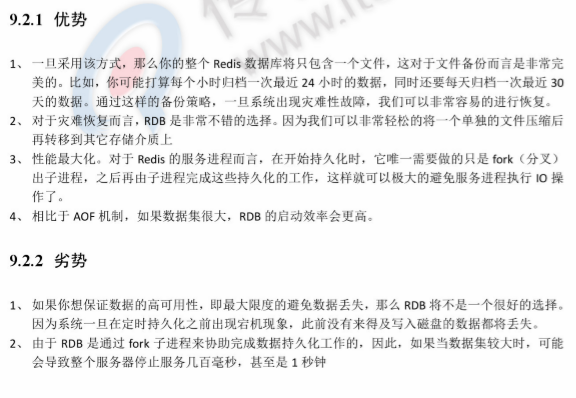 9.2.1 优势
1、 一旦采用该方式，那么你的整个 Redis 数据库将只包含一个文件，这对于文件备份而言是非常完
美的。比如，你可能打算每个小时归档一次最近 24 小时的数据，同时还要每天归档一次最近 30
天的数据。通过这样的备份策略，一旦系统出现灾难性故障，我们可以非常容易的进行恢复。
2、 对于灾难恢复而言，RDB 是非常不错的选择。因为我们可以非常轻松的将一个单独的文件压缩后
再转移到其它存储介质上
3、 性能最大化。对于 Redis 的服务进程而言，在开始持久化时，它唯一需要做的只是 fork（分叉）
出子进程，之后再由子进程完成这些持久化的工作，这样就可以极大的避免服务进程执行 IO 操
作了。
4、 相比于 AOF 机制，如果数据集很大，RDB 的启动效率会更高。
9.2.2 劣势
1、 如果你想保证数据的高可用性，即最大限度的避免数据丢失，那么 RDB 将不是一个很好的选择。
因为系统一旦在定时持久化之前出现宕机现象，此前没有来得及写入磁盘的数据都将丢失。
2、 由于 RDB 是通过 fork 子进程来协助完成数据持久化工作的，因此，如果当数据集较大时，可能
会导致整个服务器停止服务几百毫秒，甚至是 1 秒钟